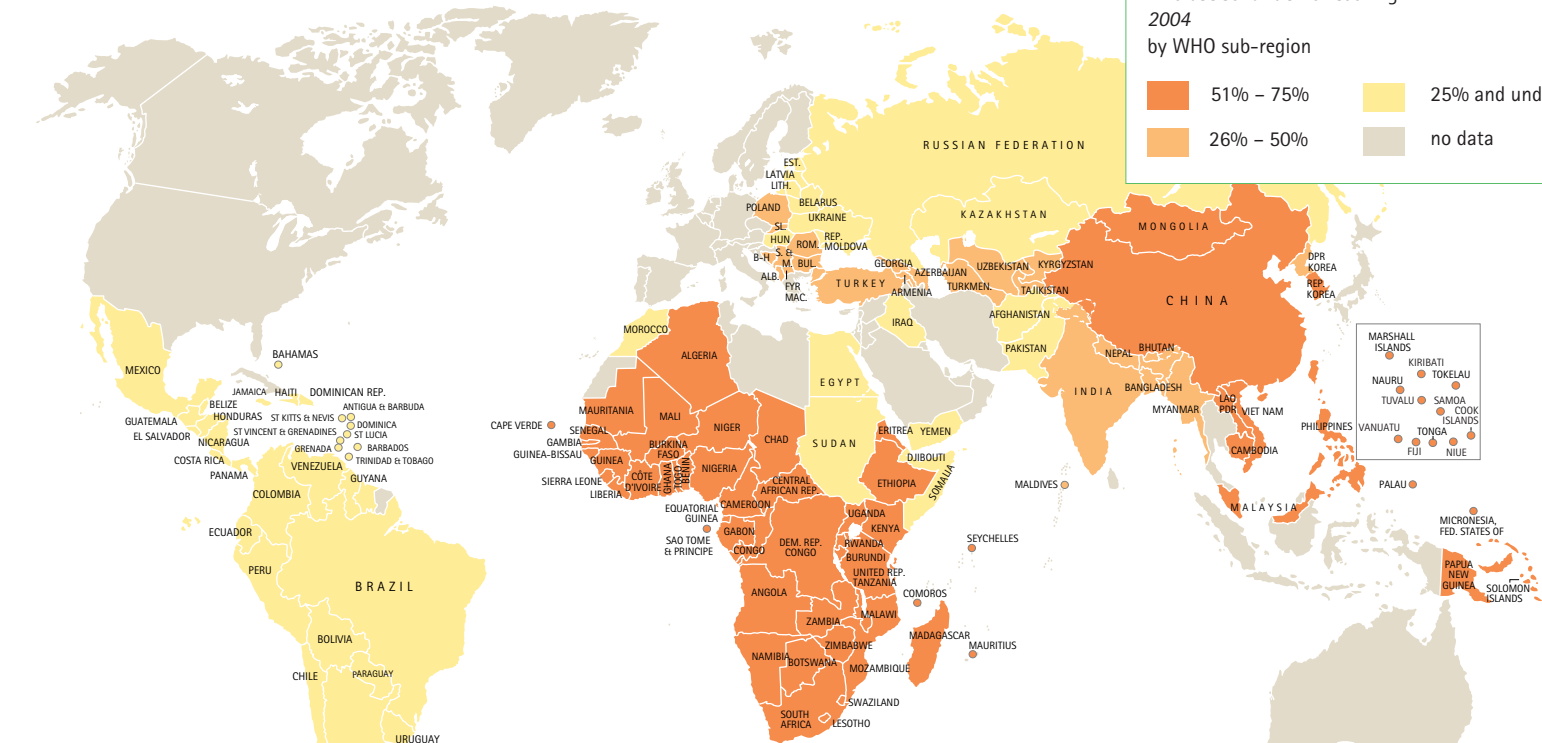 2004
by WHO sub-region
51% – 75%
25% and und
26% – 50%
no data
RUSSIAN FEDERATION
EST.
LATVIA
LITH.
BELARUS
POLAND
UKRAINE
KAZAKHSTAN
MONGOLIA
SL.
HUN
ROM.
REP.
MOLDOVA
B-H
S. &
M.
BUL.
ALB.
FYR
MAC.
GEORGIA
AZERBAIJAN
ARMENIA
TURKEY
UZBEKISTAN
KYRGYZSTAN
TURKMEN.
TAJIKISTAN
DPR
KOREA
REP.
KOREA
CHINA
AFGHANISTAN
IRAQ
PAKISTAN
MOROCCO
ALGERIA
EGYPT
NEPAL
BHUTAN
INDIA
BANGLADESH
MYANMAR
LAO
PDR
VIET NAM
CAMBODIA
PHILIPPINES
MARSHALL
ISLANDS
KIRIBATI
NAURU
TOKELAU
TUVALU
SAMOA
COOK
ISLANDS
VANUATU
TONGA
FIJI
NIUE
MEXICO
BAHAMAS
JAMAICA
HAITI
DOMINICAN REP.
BELIZE
ANTIGUA & BARBUDA
HONDURAS
ST KITTS & NEVIS
GUATEMALA
DOMINICA
ST VINCENT & GRENADINES
ST LUCIA
EL SALVADOR
NICARAGUA
GRENADA
BARBADOS
COSTA RICA
TRINIDAD & TOBAGO
PANAMA
VENEZUELA
GUYANA
COLOMBIA
ECUADOR
PERU
BRAZIL
BOLIVIA
CHILE
PARAGUAY
URUGUAY
MAURITANIA
MALI
NIGER
CAPE VERDE
SENEGAL
GAMBIA
GUINEA-BISSAU
BURKINA
FASO
CHAD
SUDAN
ERITREA
YEMEN
GUINEA
NIGERIA
DJIBOUTI
SIERRA LEONE
CÔTE
D'IVOIRE
GHANA
TOGO
BENIN
LIBERIA
CENTRAL
AFRICAN REP.
ETHIOPIA
SOMALIA
EQUATORIAL
GUINEA
CAMEROON
UGANDA
KENYA
SAO TOME
& PRINCIPE
GABON
CONGO
DEM. REP.
CONGO
RWANDA
BURUNDI
UNITED REP.
TANZANIA
SEYCHELLES
MALDIVES
MALAYSIA
PALAU
MICRONESIA,
FED. STATES OF
PAPUA
NEW
GUINEA
SOLOMON
ISLANDS
ANGOLA
COMOROS
ZAMBIA
MALAWI
MADAGASCAR
MAURITIUS
ZIMBABWE
NAMIBIA
BOTSWANA
MOZAMBIQUE
SWAZILAND
SOUTH
AFRICA
LESOTHO